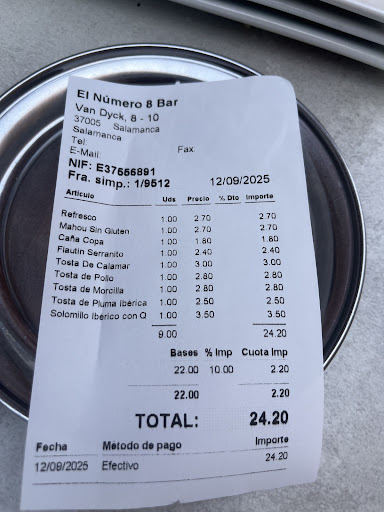 El Número 8 Bar
Van Dyck, 8 - 10
37005 Salamanca
Salamanca
Tel:
Fax:
E-Mail:
NIF: E37556891
Fra. simp.: 1/9512 12/09/2025
Artículo Uds Precio % Dto Importe
Refresco 1.00 2.70 2.70
Mahou Sin Gluten 1.00 2.70 2.70
Caña Copa 1.00 1.80 1.80
Flautin Serranito 1.00 2.40 2.40
Tosta De Calamar 1.00 3.00 3.00
Tosta de Pollo 1.00 2.80 2.80
Tosta de Morcilla 1.00 2.80 2.80
Tosta de Pluma Ibérica 1.00 2.50 2.50
Solomillo Ibérico con Q 1.00 3.50 3.50
9.00 24.20
Bases % Imp Cuota Imp
22.00 10.00 2.20
22.00 2.20
TOTAL: 24.20
Fecha Método de pago Importe
12/09/2025 Efectivo 24.20